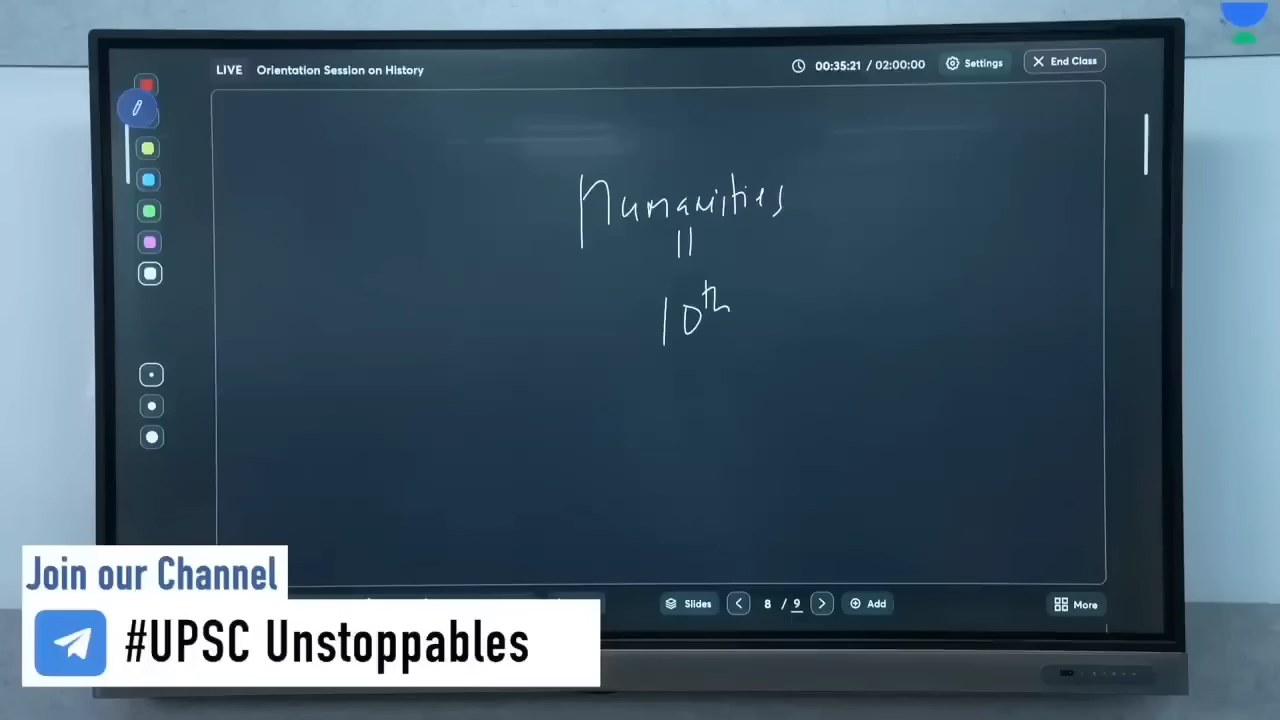 LIVE Orientation Session on History 00:35:21 / 02:00:00 Settings End Class
Humanities
||
10th
Join our Channel
#UPSC Unstoppables
Slides 8 / 9 Add More